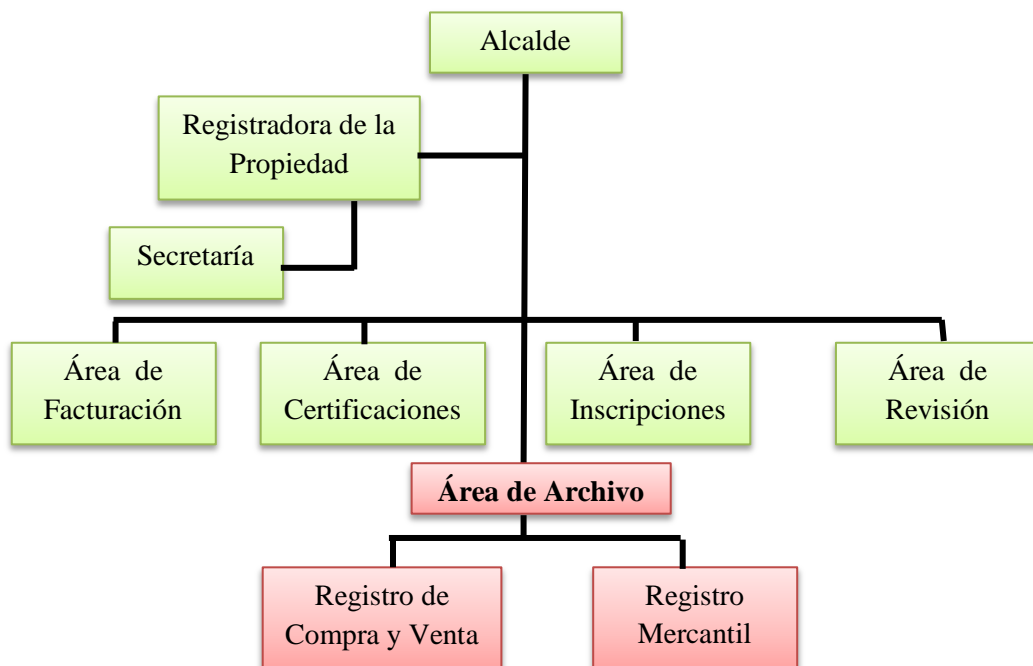 Alcalde
Registradora de la
Propiedad
Secretaría
Área de
Facturación
Área de
Certificaciones
Área de
Inscripciones
Área de
Revisión
Área de Archivo
Registro de
Compra y Venta
Registro
Mercantil